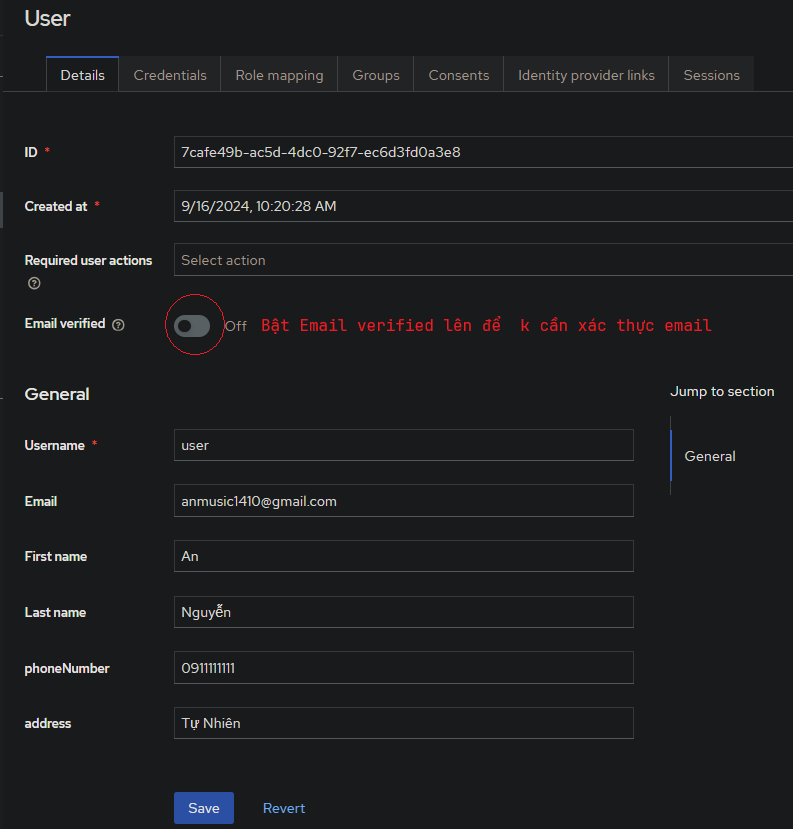 User
Details Credentials Role mapping Groups Consents Identity provider links Sessions
ID * 7cafe49b-ac5d-4dc0-92f7-ec6d3fd0a3e8
Created at * 9/16/2024, 10:20:28 AM
Required user actions Select action
Email verified Off Bật Email verified lên để k cần xác thực email
General
Jump to section
General
Username * user
Email anmusic1410@gmail.com
First name An
Last name Nguyễn
phoneNumber 0911111111
address Tự Nhiên
Save Revert